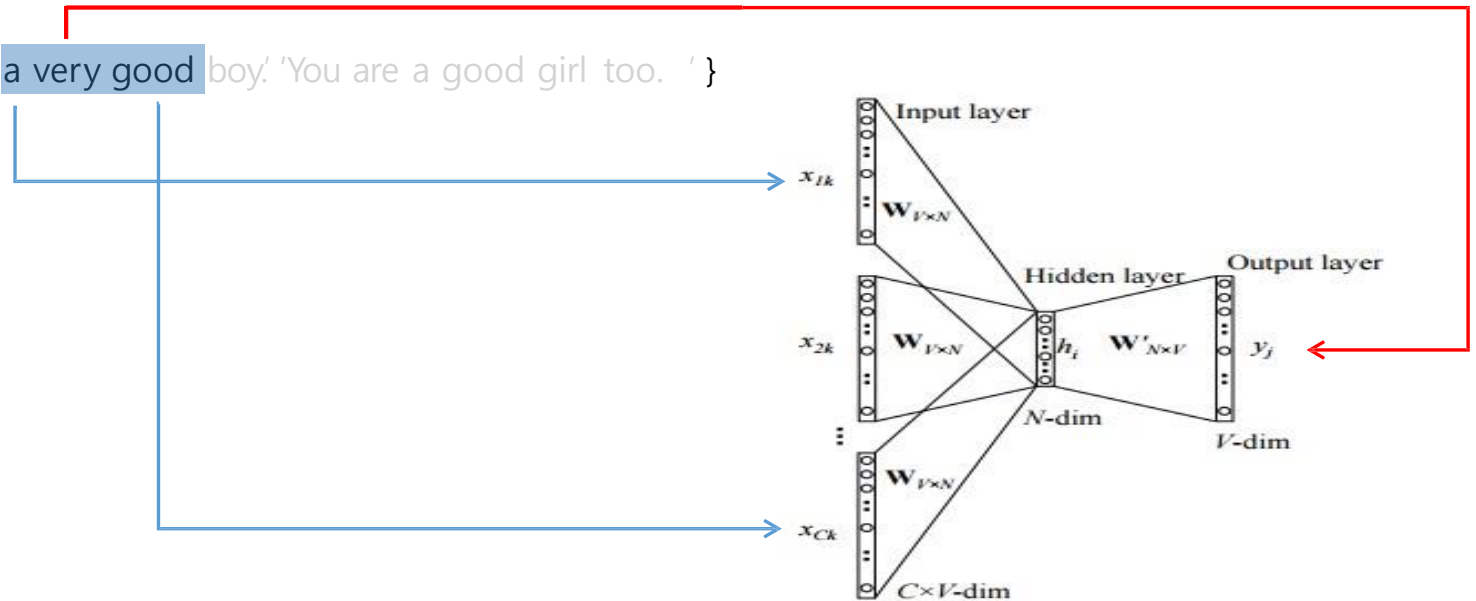 a very good boy.' 'You are a good girl too. ' }
Input layer
x1k
WV×N
Hidden layer
Output layer
x2k
WV×N
hi
W'N×V
yj
N-dim
V-dim
WV×N
xCk
C×V-dim